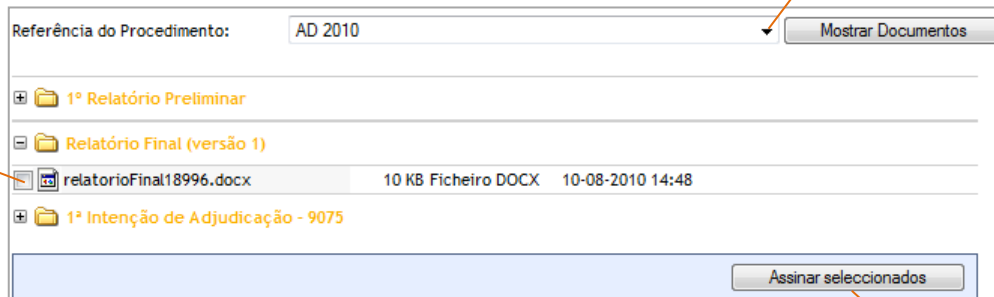 Referência do Procedimento: AD 2010 Mostrar Documentos
1º Relatório Preliminar
Relatório Final (versão 1)
relatorioFinal18996.docx 10 KB Ficheiro DOCX 10-08-2010 14:48
1ª Intenção de Adjudicação - 9075
Assinar seleccionados